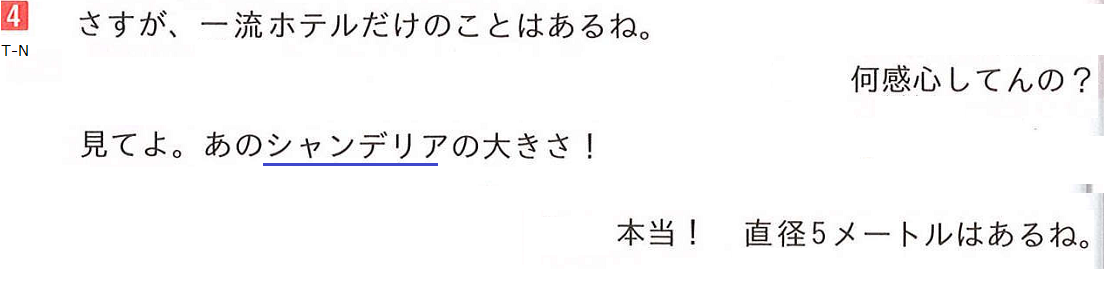 4
さすが、一流ホテルだけのことはあるね。
T-N
何感心してんの？
見てよ。あのシャンデリアの大きさ！
本当！　直径5メートルはあるね。